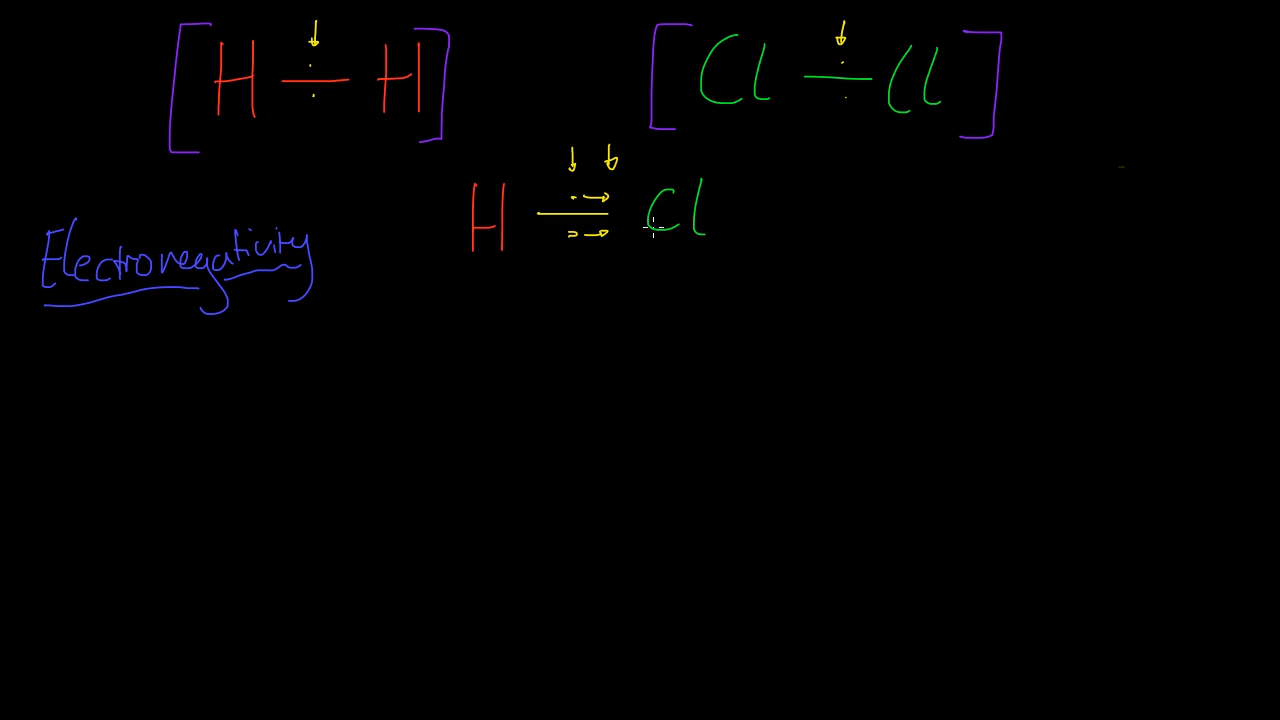 H — H
Cl — Cl
H — Cl
Electronegativity